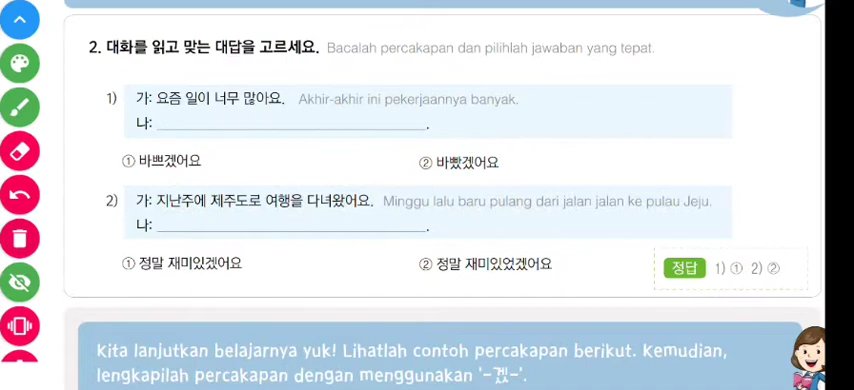 2. 대화를 읽고 맞는 대답을 고르세요. Bacalah percakapan dan pilihlah jawaban yang tepat.
1) 가: 요즘 일이 너무 많아요. Akhir-akhir ini pekerjaannya banyak.
나: ______________________________.
① 바쁘겠어요 ② 바빴겠어요
2) 가: 지난주에 제주도로 여행을 다녀왔어요. Minggu lalu baru pulang dari jalan jalan ke pulau Jeju.
나: ______________________________.
① 정말 재미있겠어요 ② 정말 재미있었겠어요
정답 1) ① 2) ②
Kita lanjutkan belajarnya yuk! Lihatlah contoh percakapan berikut. Kemudian,
lengkapilah percakapan dengan menggunakan '-겠-'.